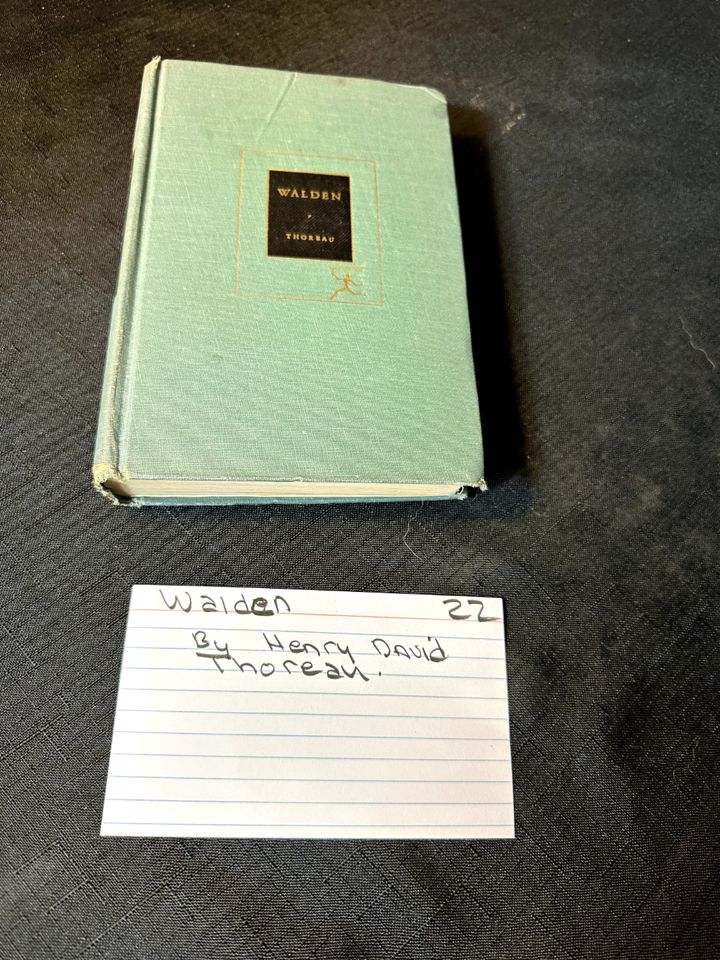 WALDEN
THOREAU
Walden 22
By Henry David
Thoreau.